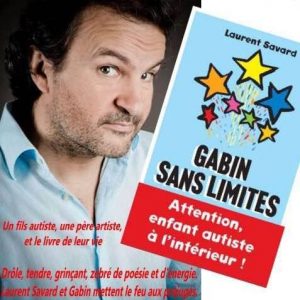 Laurent Savard
GABIN
SANS LIMITES
Attention,
enfant autiste
à l'intérieur !
Un fils autiste, une père artiste,
et le livre de leur vie
Drôle, tendre, grinçant, zébré de poésie et d'énergie.
Laurent Savard et Gabin mettent le feu aux préjugés.